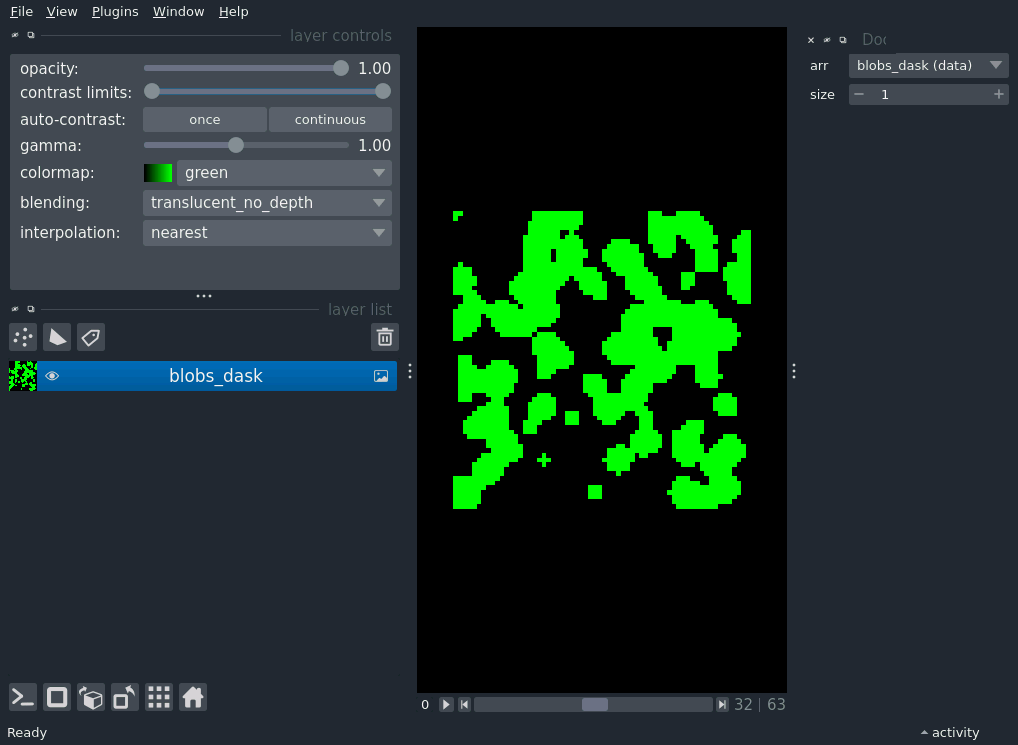 File View Plugins Window Help
layer controls
opacity: 1.00
contrast limits:
auto-contrast: once continuous
gamma: 1.00
colormap: green
blending: translucent_no_depth
interpolation: nearest
layer list
blobs_dask
arr blobs_dask (data)
size 1
0 32 | 63
Ready
activity